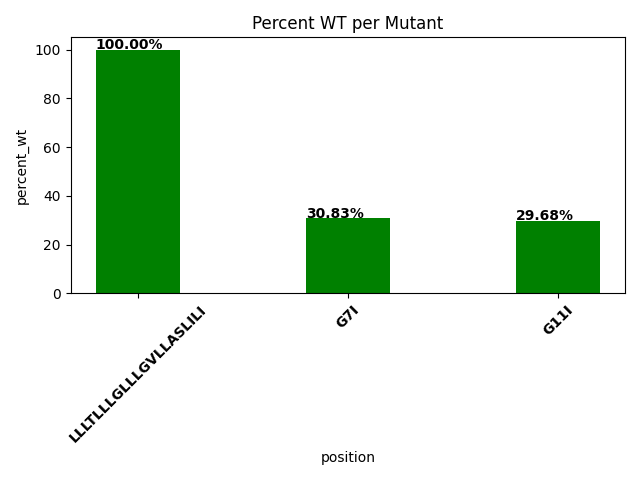 Percent WT per Mutant
percent_wt
100
80
60
40
20
0
100.00%
30.83%
29.68%
LLLTLLLGLLLGVLLASLILI
G7I
G11I
position